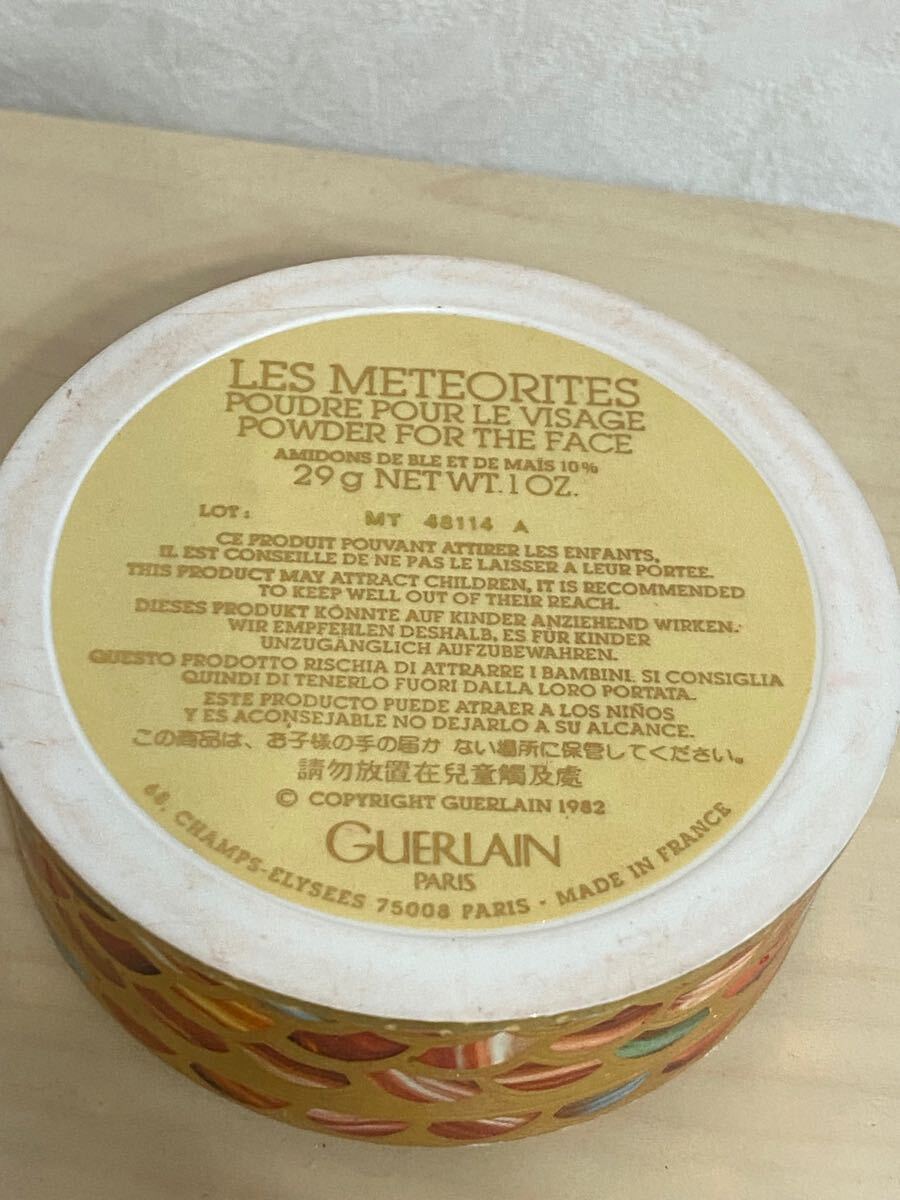 LES METEORITES
POUDRE POUR LE VISAGE
POWDER FOR THE FACE
AMIDONS DE BLE ET DE MAÏS 10%
29g NET WT. 1 OZ.
LOT: MT 48114 A
CE PRODUIT POUVANT ATTIRER LES ENFANTS,
IL EST CONSEILLE DE NE PAS LE LAISSER A LEUR PORTEE.
THIS PRODUCT MAY ATTRACT CHILDREN, IT IS RECOMMENDED
TO KEEP WELL OUT OF THEIR REACH.
DIESES PRODUKT KÖNNTE AUF KINDER ANZIEHEND WIRKEN.
WIR EMPFEHLEN DESHALB, ES FÜR KINDER
UNZUGÄNGLICH AUFZUBEWAHREN.
QUESTO PRODOTTO RISCHIA DI ATTRARRE I BAMBINI. SI CONSIGLIA
QUINDI DI TENERLO FUORI DALLA LORO PORTATA.
ESTE PRODUCTO PUEDE ATRAER A LOS NIÑOS
Y ES ACONSEJABLE NO DEJARLO A SU ALCANCE.
この商品は、お子様の手の届か ない場所に保管してください。
請勿放置在兒童觸及處
© COPYRIGHT GUERLAIN 1982
GUERLAIN
PARIS
68, CHAMPS-ELYSEES 75008 PARIS · MADE IN FRANCE